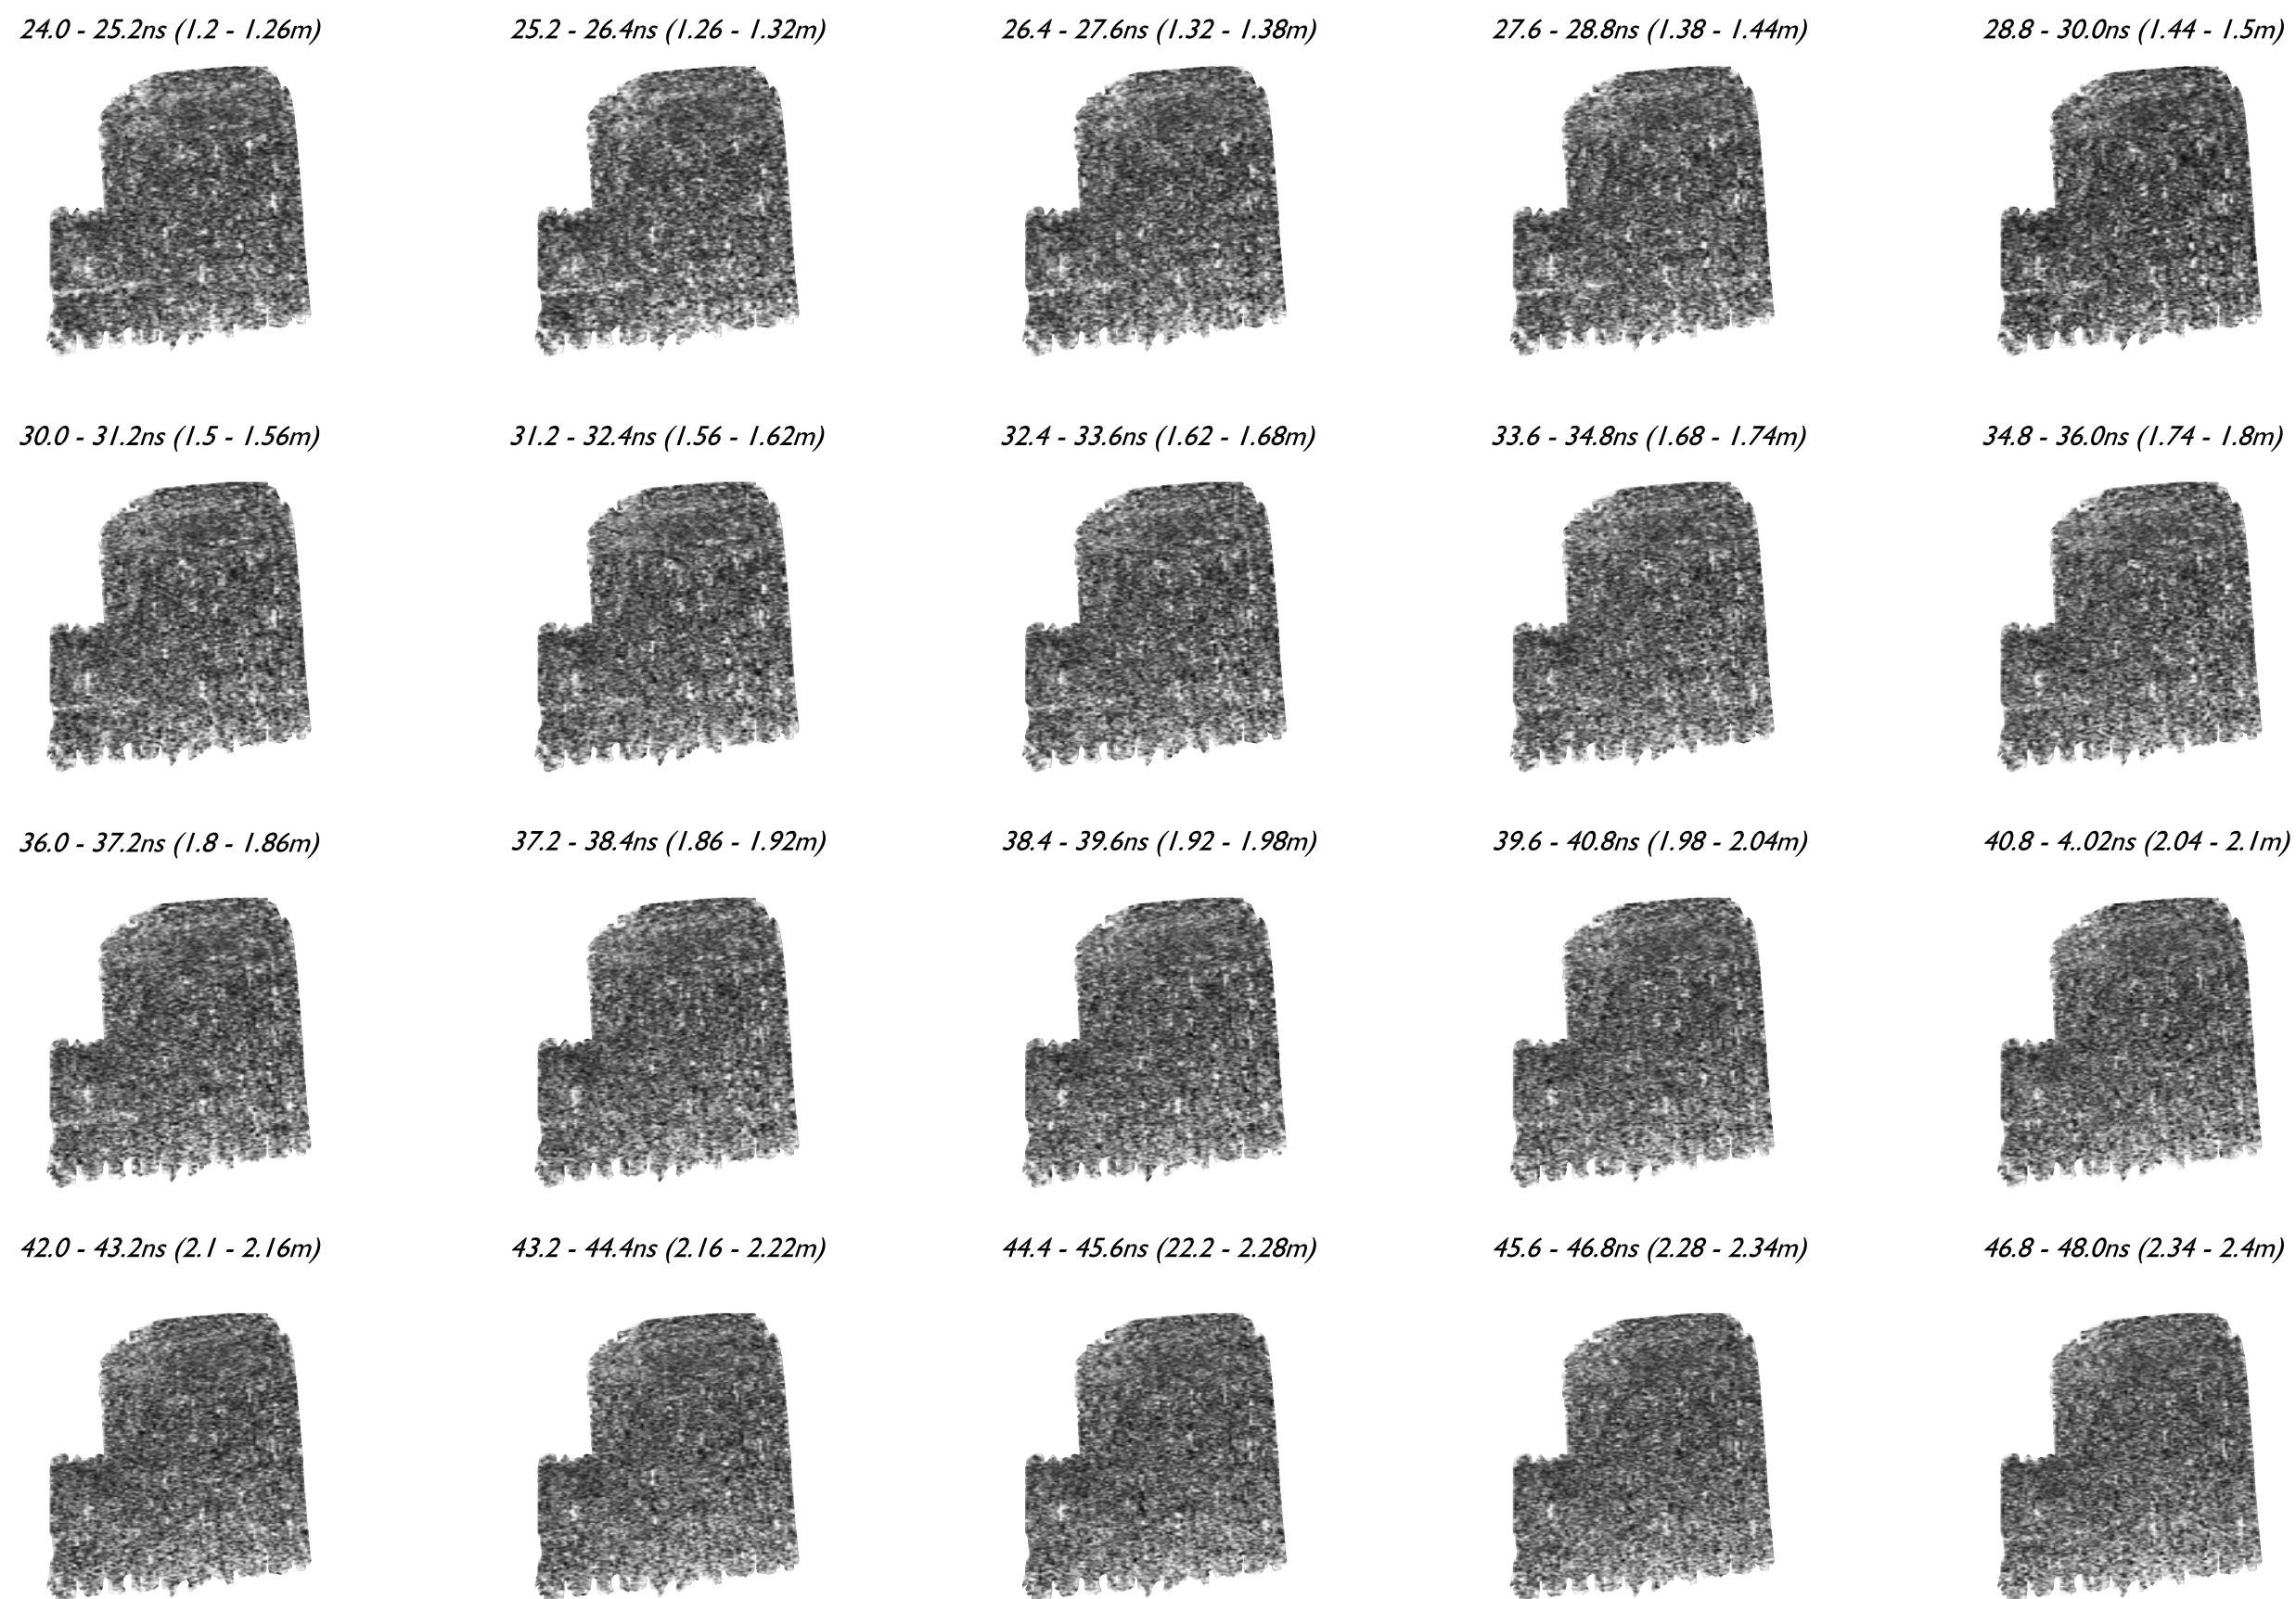 24.0 - 25.2ns (1.2 - 1.26m)
25.2 - 26.4ns (1.26 - 1.32m)
26.4 - 27.6ns (1.32 - 1.38m)
27.6 - 28.8ns (1.38 - 1.44m)
28.8 - 30.0ns (1.44 - 1.5m)
30.0 - 31.2ns (1.5 - 1.56m)
31.2 - 32.4ns (1.56 - 1.62m)
32.4 - 33.6ns (1.62 - 1.68m)
33.6 - 34.8ns (1.68 - 1.74m)
34.8 - 36.0ns (1.74 - 1.8m)
36.0 - 37.2ns (1.8 - 1.86m)
37.2 - 38.4ns (1.86 - 1.92m)
38.4 - 39.6ns (1.92 - 1.98m)
39.6 - 40.8ns (1.98 - 2.04m)
40.8 - 4..02ns (2.04 - 2.1m)
42.0 - 43.2ns (2.1 - 2.16m)
43.2 - 44.4ns (2.16 - 2.22m)
44.4 - 45.6ns (22.2 - 2.28m)
45.6 - 46.8ns (2.28 - 2.34m)
46.8 - 48.0ns (2.34 - 2.4m)